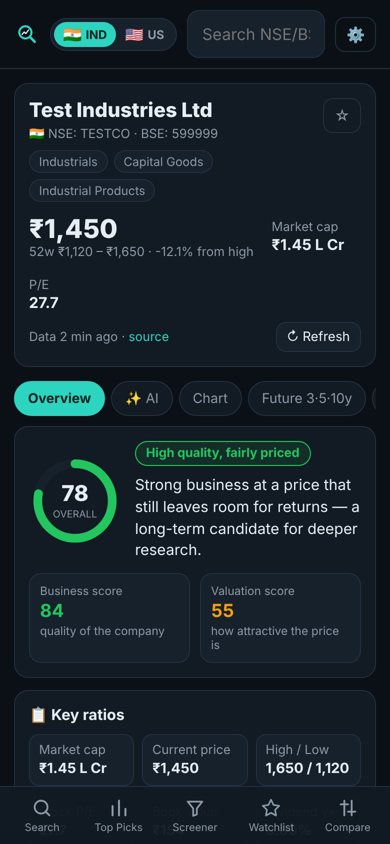 IND
US
Search NSE/B
Test Industries Ltd
NSE: TESTCO · BSE: 599999
Industrials
Capital Goods
Industrial Products
₹1,450
52w ₹1,120 – ₹1,650 · -12.1% from high
Market cap
₹1.45 L Cr
P/E
27.7
Data 2 min ago · source
Refresh
Overview
AI
Chart
Future 3·5·10y
78
OVERALL
High quality, fairly priced
Strong business at a price that
still leaves room for returns — a
long-term candidate for deeper
research.
Business score
84
quality of the company
Valuation score
55
how attractive the price
is
Key ratios
Market cap
₹1.45 L Cr
Current price
₹1,450
High / Low
1,650 / 1,120
Search
Top Picks
Screener
Watchlist
Compare